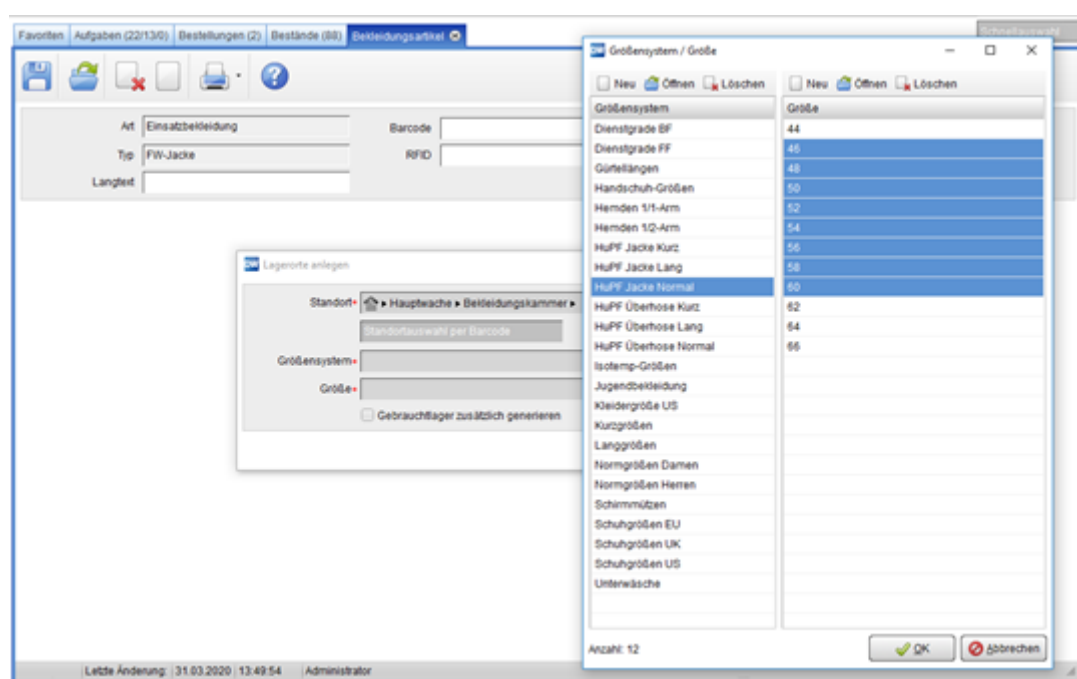 Favoriten Aufgaben (22/13/0) Bestellungen (2) Bestände (88) Bekleidungsartikel
Schnellauswahl
Art Einsatzbekleidung Barcode
Typ FW-Jacke RFID
Langtext
Lagerorte anlegen
Standort* Hauptwache Bekleidungskammer
Standortauswahl per Barcode
Größensystem*
Größe*
Gebrauchtlager zusätzlich generieren
Größensystem / Größe
Neu Öffnen Löschen Neu Öffnen Löschen
Größensystem Größe
Dienstgrade BF 44
Dienstgrade FF 46
Gürtellängen 48
Handschuh-Größen 50
Hemden 1/1-Arm 52
Hemden 1/2-Arm 54
HuPF Jacke Kurz 56
HuPF Jacke Lang 58
HuPF Jacke Normal 60
HuPF Überhose Kurz 62
HuPF Überhose Lang 64
HuPF Überhose Normal 66
Isotemp-Größen
Jugendbekleidung
Kleidergröße US
Kurzgrößen
Langgrößen
Normgrößen Damen
Normgrößen Herren
Schirmmützen
Schuhgrößen EU
Schuhgrößen UK
Schuhgrößen US
Unterwäsche
Anzahl: 12 OK Abbrechen
Letzte Änderung: 31.03.2020 13:49:54 Administrator